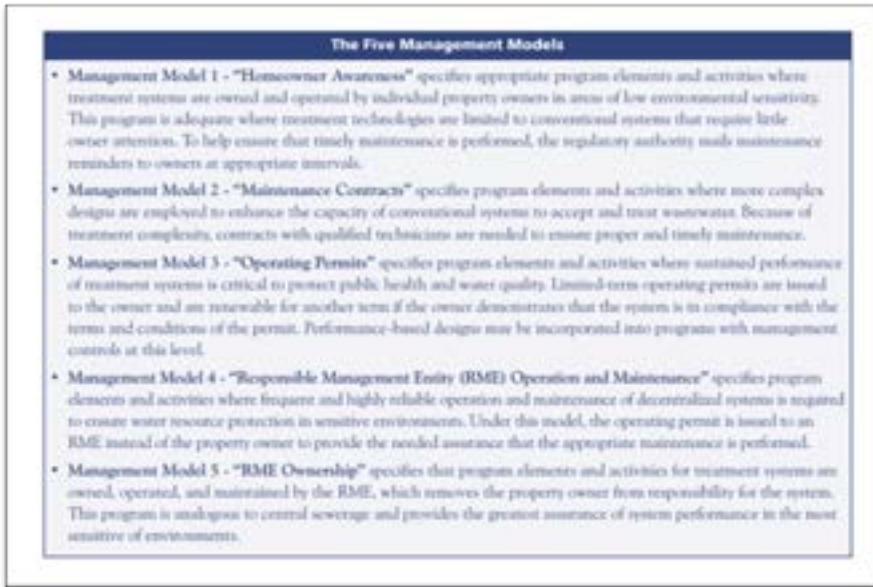 The Five Management Models
• Management Model 1 - “Homeowner Awareness” specifies appropriate program elements and activities where
treatment systems are owned and operated by individual property owners in areas of low environmental sensitivity.
This program is adequate where treatment technologies are limited to conventional systems that require little
owner attention. To help ensure that timely maintenance is performed, the regulatory authority mails maintenance
reminders to owners at appropriate intervals.
• Management Model 2 - “Maintenance Contracts” specifies program elements and activities where more complex
designs are employed to enhance the capacity of conventional systems to accept and treat wastewater. Because of
treatment complexity, contracts with qualified technicians are needed to ensure proper and timely maintenance.
• Management Model 3 - “Operating Permits” specifies program elements and activities where sustained performance
of treatment systems is critical to protect public health and water quality. Limited-term operating permits are issued
to the owner and are renewable for another term if the owner demonstrates that the system is in compliance with the
terms and conditions of the permit. Performance-based designs may be incorporated into programs with management
controls at this level.
• Management Model 4 - “Responsible Management Entity (RME) Operation and Maintenance” specifies program
elements and activities where frequent and highly reliable operation and maintenance of decentralized systems is required
to ensure water resource protection in sensitive environments. Under this model, the operating permit is issued to an
RME instead of the property owner to provide the needed assurance that the appropriate maintenance is performed.
• Management Model 5 - “RME Ownership” specifies that program elements and activities for treatment systems are
owned, operated, and maintained by the RME, which removes the property owner from responsibility for the system.
This program is analogous to central sewerage and provides the greatest assurance of system performance in the most
sensitive of environments.